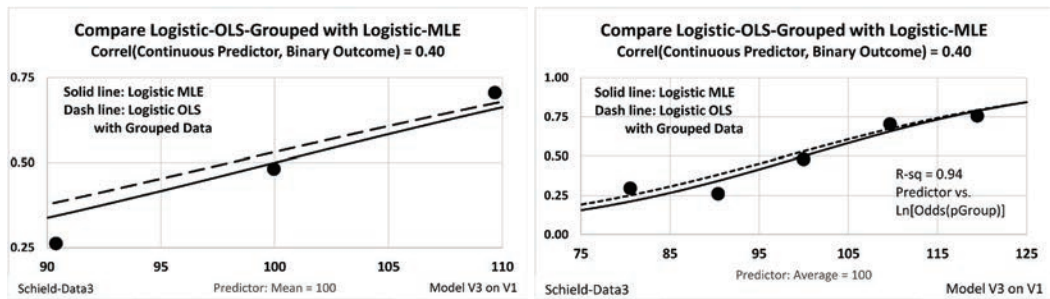 Compare Logistic-OLS-Grouped with Logistic-MLE
Correl(Continuous Predictor, Binary Outcome) = 0.40
0.75
Solid line: Logistic MLE
Dash line: Logistic OLS
with Grouped Data
0.50
0.25
90 95 100 105 110
Schield-Data3 Predictor: Mean = 100 Model V3 on V1
Compare Logistic-OLS-Grouped with Logistic-MLE
Correl(Continuous Predictor, Binary Outcome) = 0.40
1.00
Solid line: Logistic MLE
Dash line: Logistic OLS
with Grouped Data
0.75
0.50
R-sq = 0.94
Predictor vs.
Ln[Odds(pGroup)]
0.25
0.00
75 85 95 105 115 125
Schield-Data3 Predictor: Average = 100 Model V3 on V1